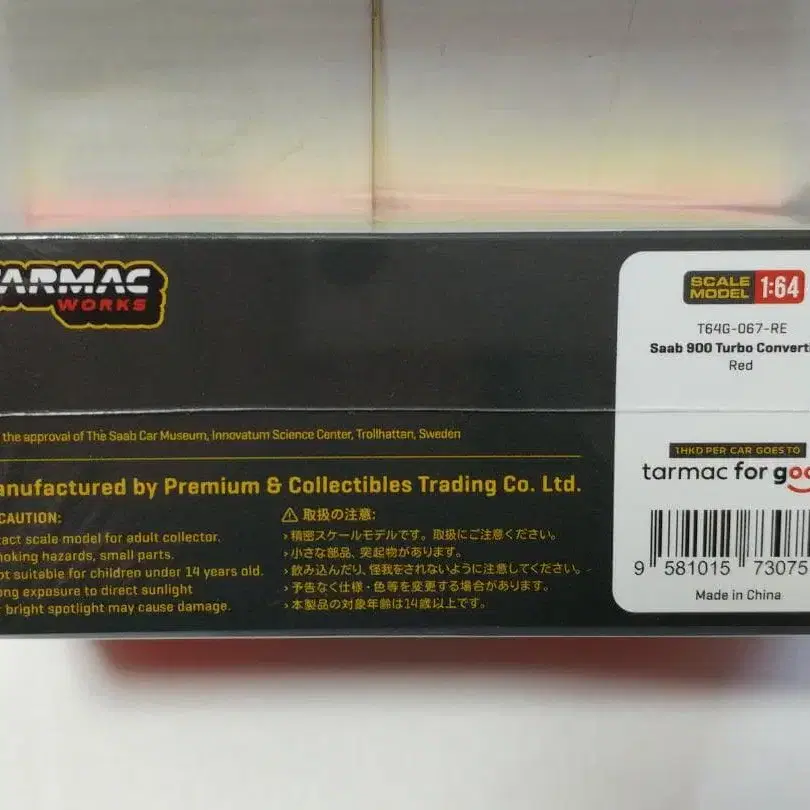 TARMAC
WORKS
the approval of The Saab Car Museum, Innovatum Science Center, Trollhattan, Sweden
anufactured by Premium & Collectibles Trading Co. Ltd.
CAUTION:
act scale model for adult collector.
oking hazards, small parts.
ot suitable for children under 14 years old.
ong exposure to direct sunlight
r bright spotlight may cause damage.
⚠ 取扱の注意:
›精密スケールモデルです。取扱にご注意ください。
›小さな部品、突起物があります。
›飲み込んだり、怪我をされないように注意してください。
›予告なく仕様・色等を変更する場合があります。
›本製品の対象年齢は14歳以上です。
SCALE MODEL 1:64
T64G-067-RE
Saab 900 Turbo Converti
Red
1HKD PER CAR GOES TO
tarmac for goo
9 581015 73075
Made in China